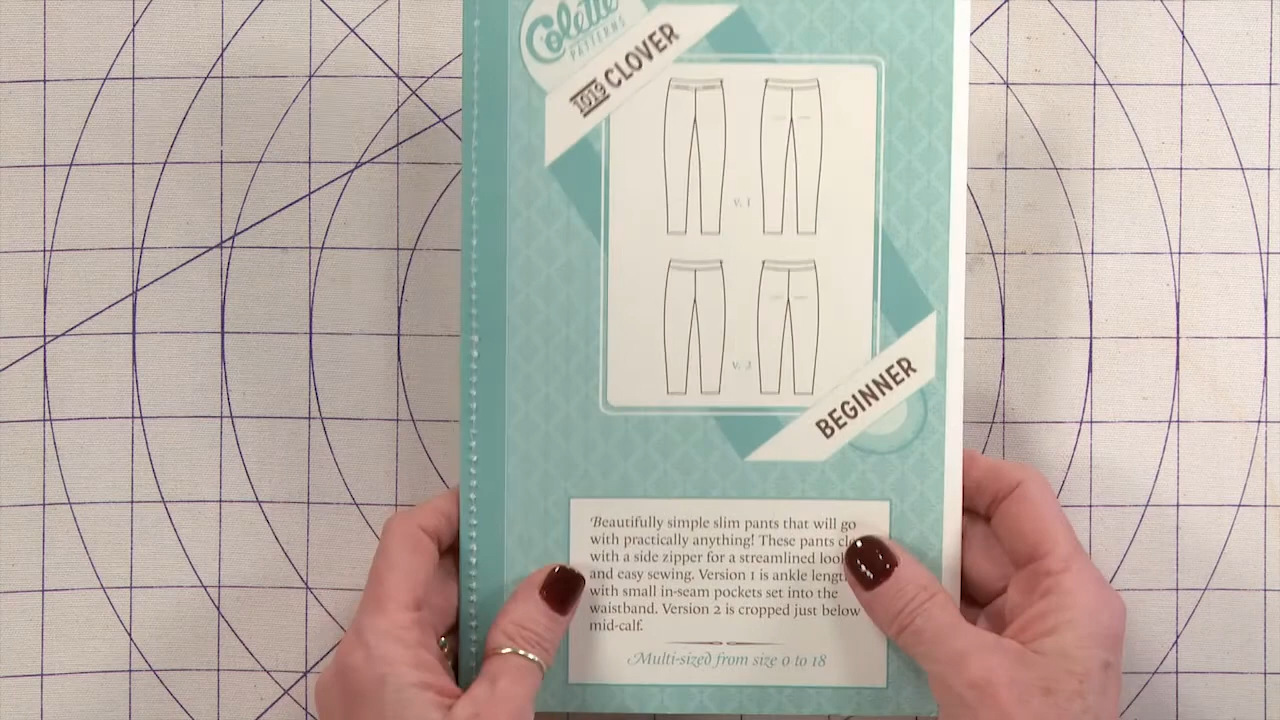 Colette
PATTERNS
1019 CLOVER
v. 1
v. 2
BEGINNER
Beautifully simple slim pants that will go
with practically anything! These pants
with a side zipper for a streamlined
and easy sewing. Version 1 is ankle
with small in-seam pockets set into the
waistband. Version 2 is cropped just below
mid-calf.
Multi-sized from size 0 to 18